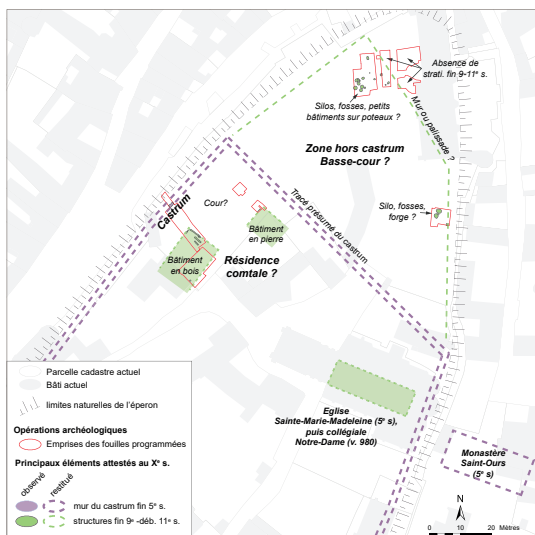 Absence de
strati. fin 9-11e s.
Silos, fosses, petits
bâtiments sur poteaux ?
Mur ou palissade ?
Zone hors castrum
Basse-cour ?
Castrum
Cour?
Tracé présumé du castrum
Silo, fosses,
forge ?
Bâtiment
en pierre
Bâtiment
en bois
Résidence
comtale ?
Parcelle cadastre actuel
Bâti actuel
limites naturelles de l'éperon
Opérations archéologiques
Emprises des fouilles programmées
Principaux éléments attestés au Xe s.
observé
restitué
mur du castrum fin 5e s.
structures fin 9e -déb. 11e s.
Eglise
Sainte-Marie-Madeleine (5e s),
puis collégiale
Notre-Dame (v. 980)
Monastère
Saint-Ours
(5e s)
N
0 10 20 Mètres